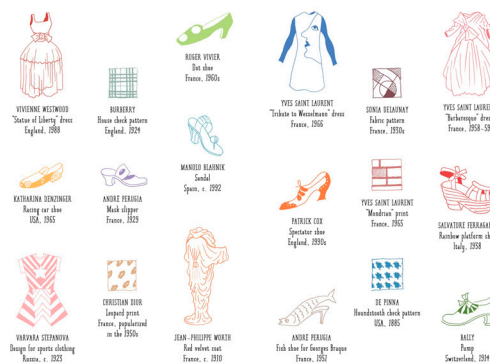 ROGER VIVIER
Dot shoe
France, 1960s
VIVIENNE WESTWOOD
"Statue of Liberty" dress
England, 1988
BURBERRY
House check pattern
England, 1924
YVES SAINT LAURENT
"Tribute to Wesselmann" dress
France, 1966
SONIA DELAUNAY
Fabric pattern
France, 1930s
YVES SAINT LAURE
"Barbaresque" dres
France, 1958-59
MANOLO BLAHNIK
Sandal
Spain, c. 1992
KATHARINA DENZINGER
Racing car shoe
USA, 1965
ANDRÉ PERUGIA
Mask slipper
France, 1929
PATRICK COX
Spectator shoe
England, 1990s
YVES SAINT LAURENT
"Mondrian" print
France, 1965
SALVATORE FERRAGA
Rainbow platform sh
Italy, 1938
VARVARA STEPANOVA
Design for sports clothing
Russia, c. 1923
CHRISTIAN DIOR
Leopard print
France, popularized
in the 1950s
JEAN-PHILIPPE WORTH
Red velvet coat
France, c. 1910
ANDRÉ PERUGIA
Fish shoe for Georges Braque
France, 1931
DE PINNA
Houndstooth check pattern
USA, 1885
BALLY
Pump
Switzerland, 1914